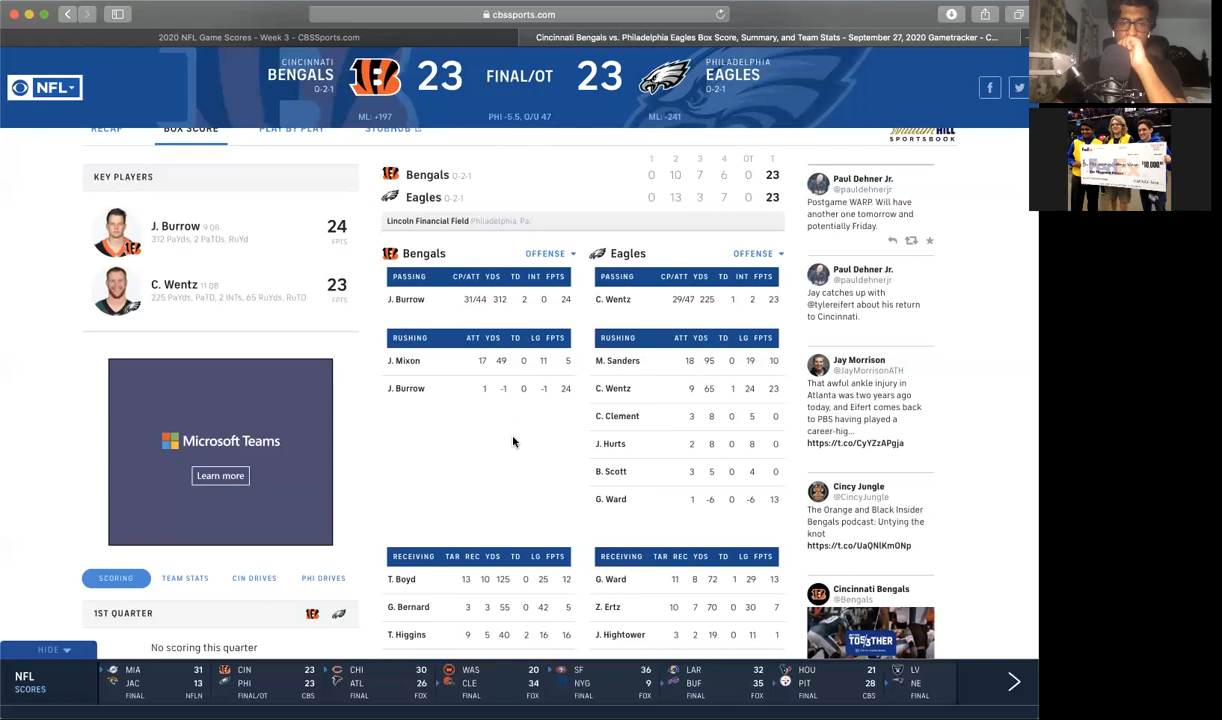 cbssports.com
2020 NFL Game Scores - Week 3 - CBSSports.com
Cincinnati Bengals vs. Philadelphia Eagles Box Score, Summary, and Team Stats - September 27, 2020 Gametracker - C...
NFL
CINCINNATI
BENGALS
0-2-1
23
FINAL/OT
23
PHILADELPHIA
EAGLES
0-2-1
ML: +197
PHI -5.5, O/U 47
ML: -241
RECAP
BOX SCORE
PLAY BY PLAY
STUBHUB
William HILL
SPORTSBOOK
KEY PLAYERS
J. Burrow 9 QB
312 PaYds, 2 PaTDs, RuYd
24
FPTS
C. Wentz 11 QB
225 PaYds, PaTD, 2 INTs, 65 RuYds, RuTD
23
FPTS
1 2 3 4 OT T
Bengals 0-2-1 0 10 7 6 0 23
Eagles 0-2-1 0 13 3 7 0 23
Lincoln Financial Field Philadelphia, Pa.
Bengals OFFENSE
PASSING CP/ATT YDS TD INT FPTS
J. Burrow 31/44 312 2 0 24
RUSHING ATT YDS TD LG FPTS
J. Mixon 17 49 0 11 5
J. Burrow 1 -1 0 -1 24
RECEIVING TAR REC YDS TD LG FPTS
T. Boyd 13 10 125 0 25 12
G. Bernard 3 3 55 0 42 5
T. Higgins 9 5 40 2 16 16
Eagles OFFENSE
PASSING CP/ATT YDS TD INT FPTS
C. Wentz 29/47 225 1 2 23
RUSHING ATT YDS TD LG FPTS
M. Sanders 18 95 0 19 10
C. Wentz 9 65 1 24 23
C. Clement 3 8 0 5 0
J. Hurts 2 8 0 8 0
B. Scott 3 5 0 4 0
G. Ward 1 -6 0 -6 13
RECEIVING TAR REC YDS TD LG FPTS
G. Ward 11 8 72 1 29 13
Z. Ertz 10 7 70 0 30 7
J. Hightower 3 2 19 0 11 1
Paul Dehner Jr.
@pauldehnerjr
Postgame WARP. Will have
another one tomorrow and
potentially Friday.
Paul Dehner Jr.
@pauldehnerjr
Jay catches up with
@tylereifert about his return
to Cincinnati.
Jay Morrison
@JayMorrisonATH
That awful ankle injury in
Atlanta was two years ago
today, and Eifert comes back
to PBS having played a
career-hig...
https://t.co/CyYZzAPgja
Cincy Jungle
@CincyJungle
The Orange and Black Insider
Bengals podcast: Untying the
knot
https://t.co/UaQNlKmONp
Cincinnati Bengals
@Bengals
Microsoft Teams
Learn more
SCORING
TEAM STATS
CIN DRIVES
PHI DRIVES
1ST QUARTER
No scoring this quarter
HIDE
NFL
SCORES
MIA 31
JAC 13
FINAL NFLN
CIN 23
PHI 23
FINAL/OT CBS
CHI 30
ATL 26
FINAL FOX
WAS 20
CLE 34
FINAL FOX
SF 36
NYG 9
FINAL FOX
LAR 32
BUF 35
FINAL FOX
HOU 21
PIT 28
FINAL CBS
LV
NE
FINAL
FedEx